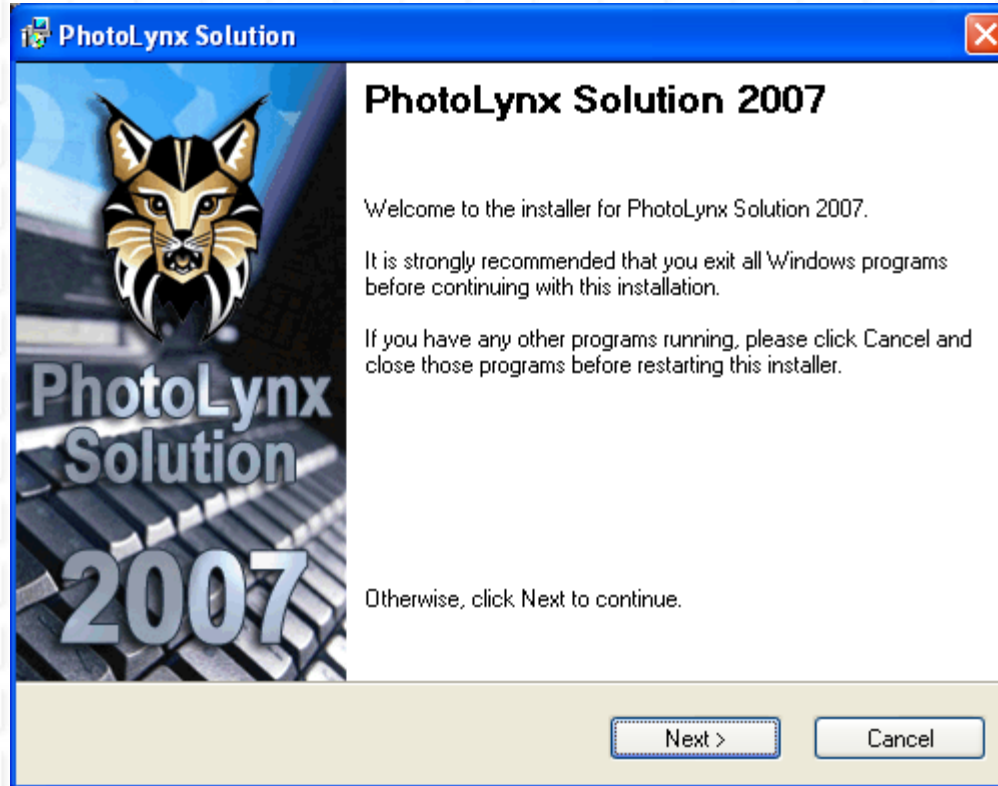 PhotoLynx Solution
PhotoLynx Solution 2007
Welcome to the installer for PhotoLynx Solution 2007.
It is strongly recommended that you exit all Windows programs
before continuing with this installation.
If you have any other programs running, please click Cancel and
close those programs before restarting this installer.
PhotoLynx
Solution
2007
Otherwise, click Next to continue.
Next >
Cancel